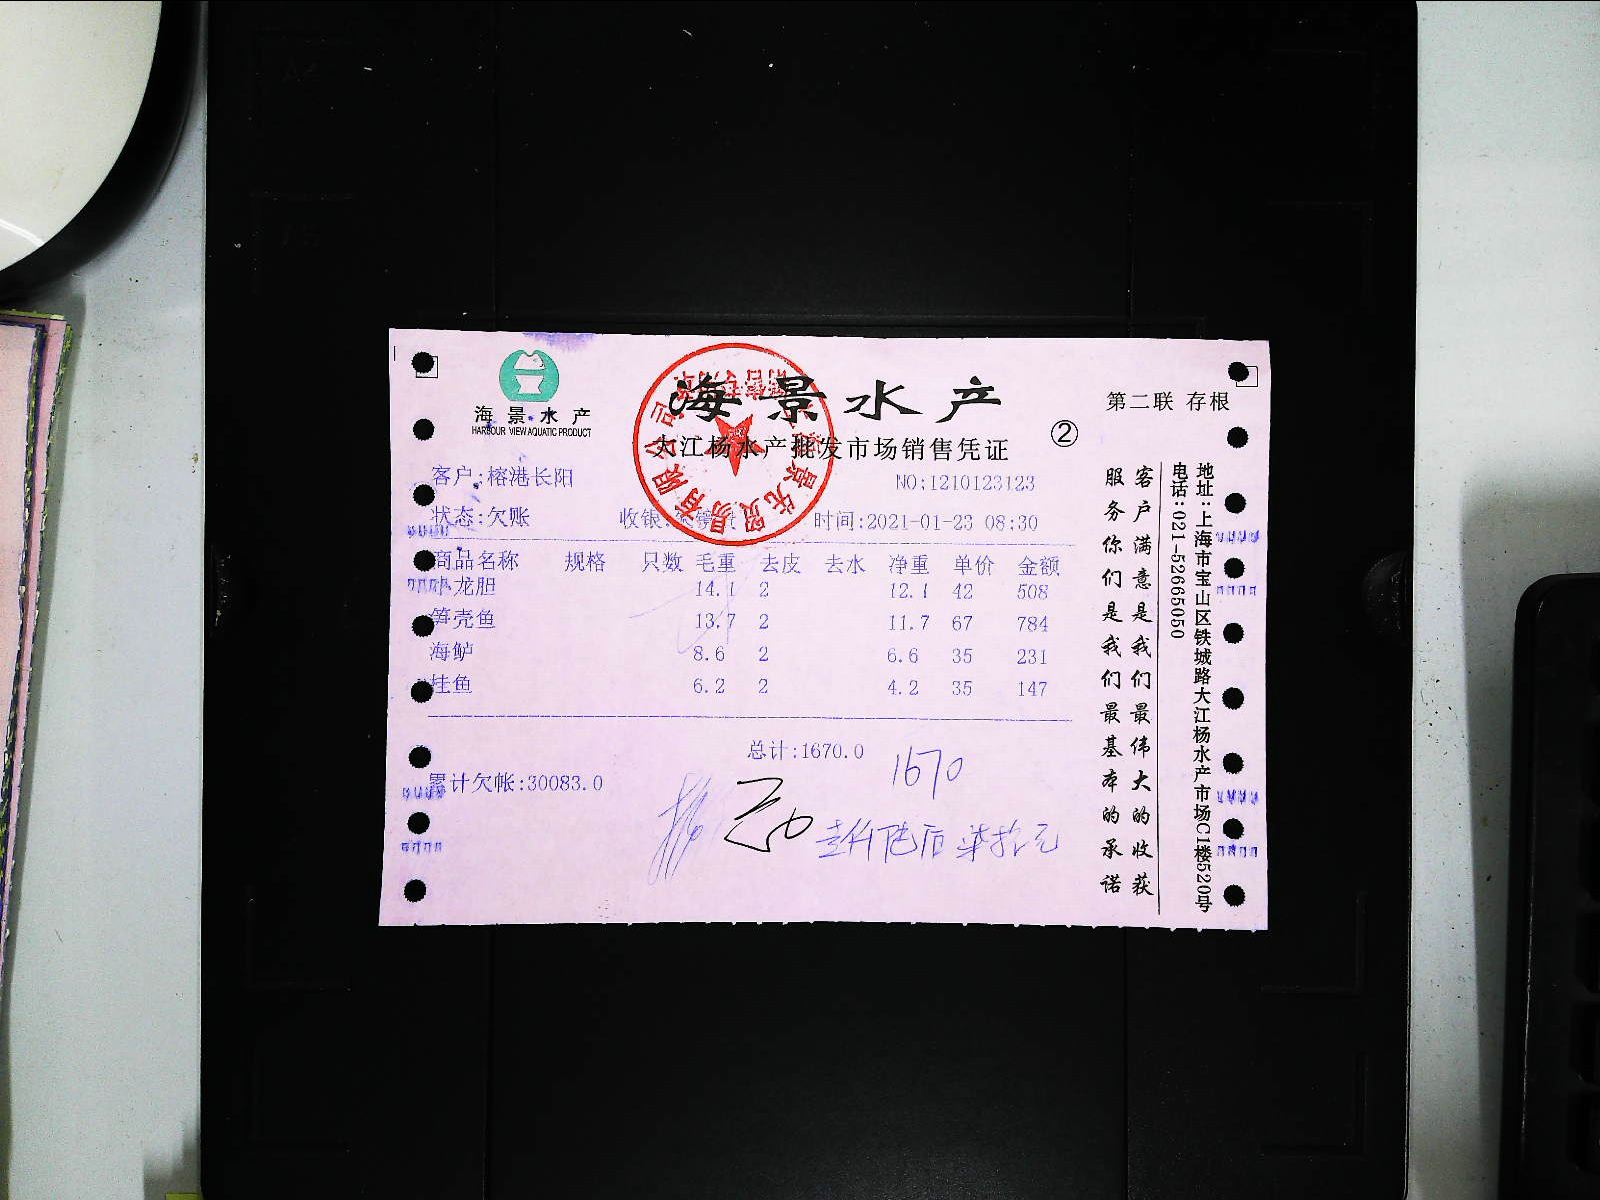 海景水产
HARBOUR VIEW AQUATIC PRODUCT
海景水产
大江杨水产批发市场销售凭证
②
第二联 存根
客户:榕港长阳
NO:1210123123
状态:欠账
收银:
时间:2021-01-23 08:30
商品名称 规格 只数 毛重 去皮 去水 净重 单价 金额
龙胆 14.1 2 12.1 42 508
笋壳鱼 13.7 2 11.7 67 784
海鲈 8.6 2 6.6 35 231
桂鱼 6.2 2 4.2 35 147
总计:1670.0
1670
累计欠帐:30083.0
壹仟陆佰柒拾元
客户满意是我们最伟大的收获
服务你们是我们最基本的承诺
地址:上海市宝山区铁城路大江杨水产市场C1楼520号
电话:021-52665050